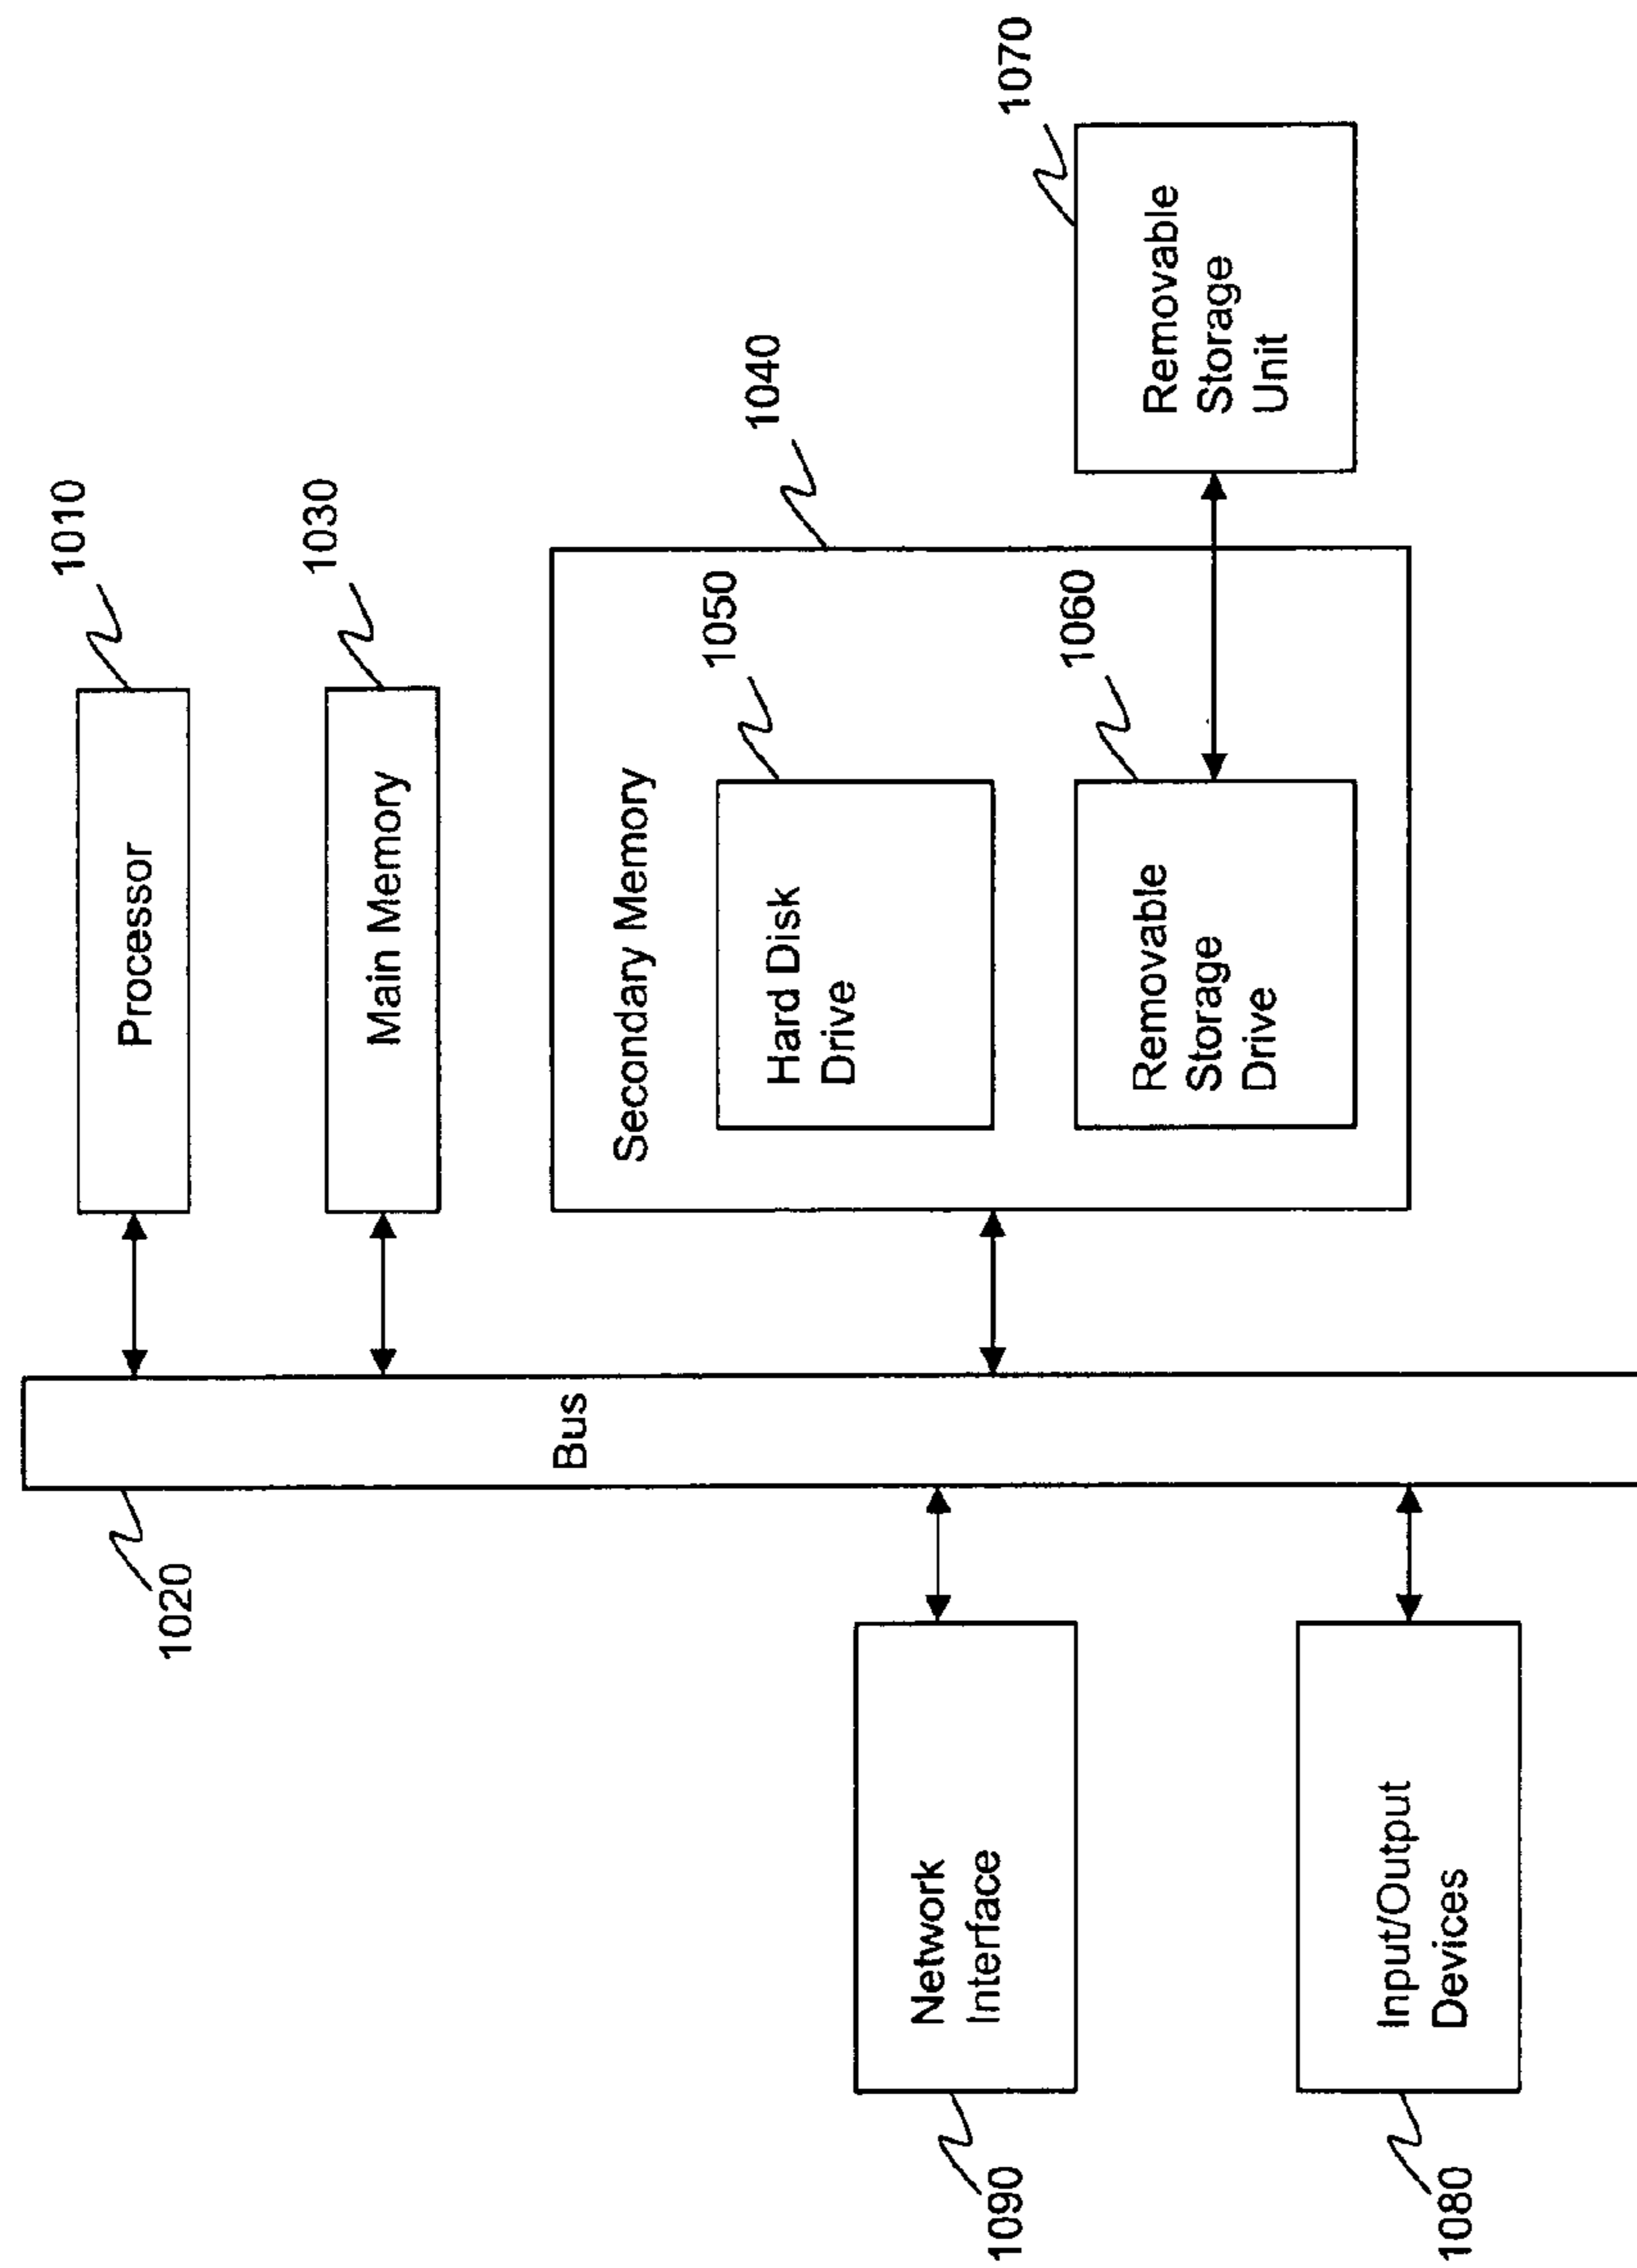 1010
Processor
1030
Main Memory
1040
Secondary Memory
1050
Hard Disk
Drive
1060
Removable
Storage
Drive
1070
Removable
Storage
Unit
1020
Bus
1090
Network
Interface
1080
Input/Output
Devices